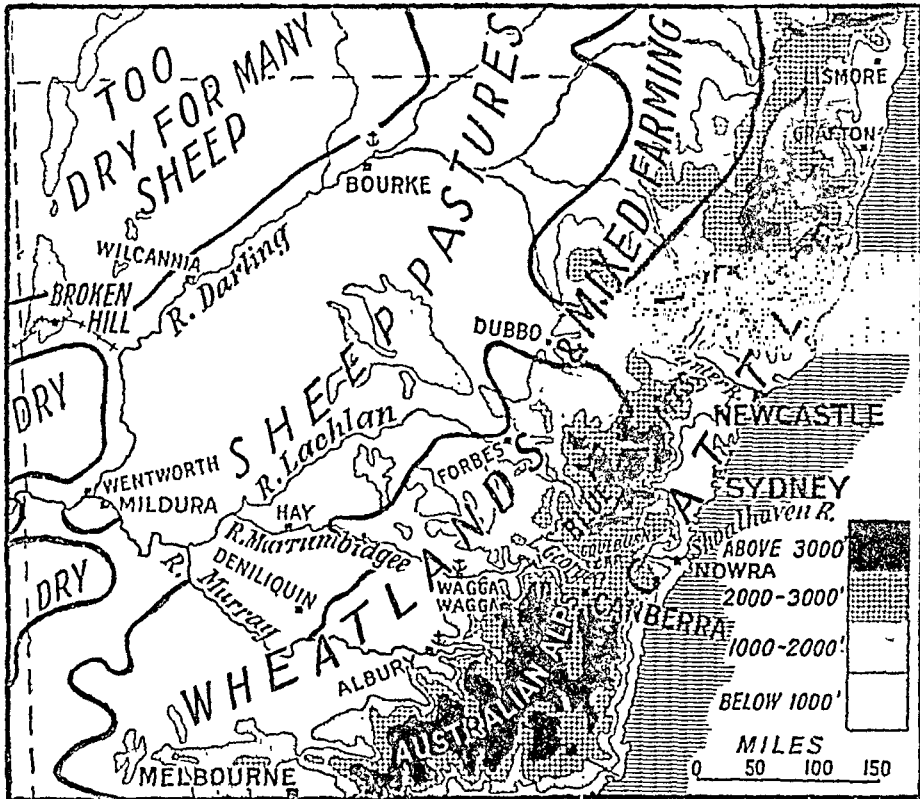 TOO
DRY FOR MANY
SHEEP
SHEEP PASTURES
& MIXED FARMING
LISMORE
GRAFTON
BOURKE
WILCANNIA
R. Darling
BROKEN
HILL
DUBBO
DRY
CATTLE
NEWCASTLE
R. Lachlan
FORBES
WENTWORTH
MILDURA
HAY
R. Murrumbidgee
BLUE
SYDNEY
Shoalhaven R.
NOWRA
DENILIQUIN
R. Murray
DRY
WHEATLANDS
WAGGA
WAGGA
CANBERRA
ALBURY
AUSTRALIAN ALPS
MELBOURNE
ABOVE 3000'
2000-3000'
1000-2000'
BELOW 1000'
MILES
0 50 100 150